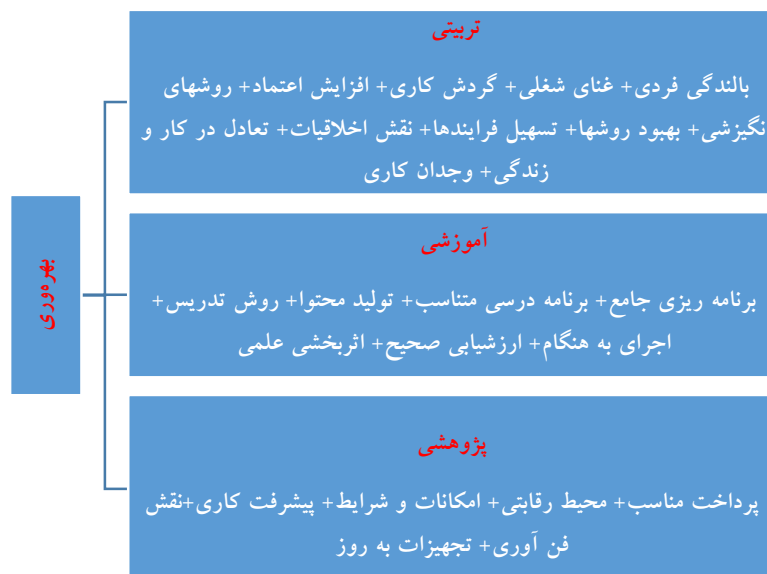 تربیتی
بالندگی فردی+ غنای شغلی+ گردش کاری+ افزایش اعتماد+ روشهای
نگیزشی+ بهبود روشها+ تسهیل فرایندها+ نقش اخلاقیات+ تعادل در کار و
زندگی+ وجدان کاری
بهره‌وری
آموزشی
برنامه ریزی جامع+ برنامه درسی متناسب+ تولید محتوا+ روش تدریس+
اجرای به هنگام+ ارزشیابی صحیح+ اثربخشی علمی
پژوهشی
پرداخت مناسب+ محیط رقابتی+ امکانات و شرایط+ پیشرفت کاری+نقش
فن آوری+ تجهیزات به روز